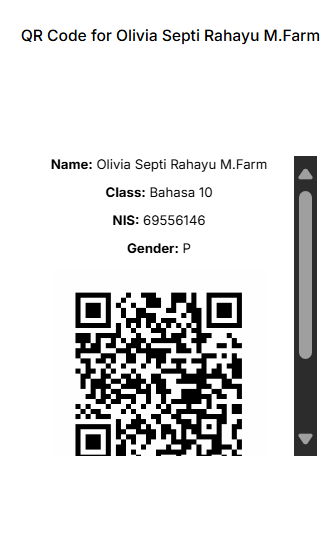 QR Code for Olivia Septi Rahayu M.Farm
Name: Olivia Septi Rahayu M.Farm
Class: Bahasa 10
NIS: 69556146
Gender: P